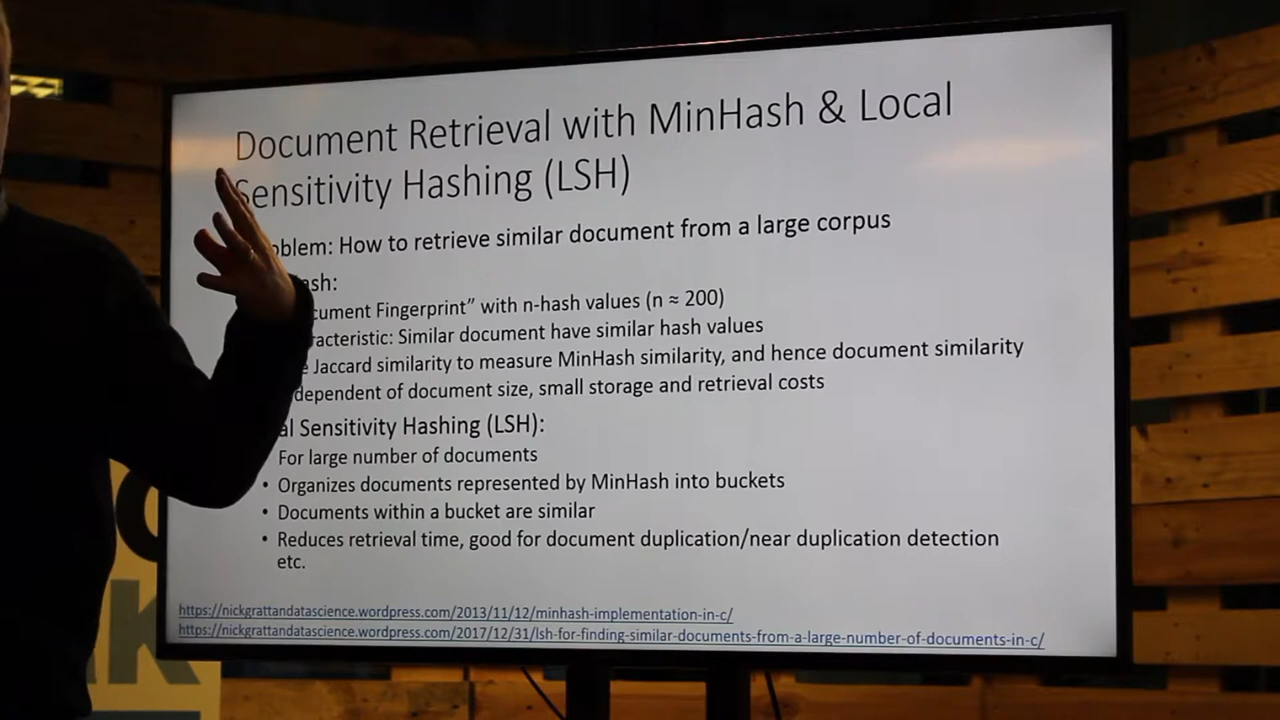 Document Retrieval with MinHash & Local
Sensitivity Hashing (LSH)
oblem: How to retrieve similar document from a large corpus
ash:
cument Fingerprint” with n-hash values (n ≈ 200)
racteristic: Similar document have similar hash values
Jaccard similarity to measure MinHash similarity, and hence document similarity
dependent of document size, small storage and retrieval costs
al Sensitivity Hashing (LSH):
For large number of documents
• Organizes documents represented by MinHash into buckets
• Documents within a bucket are similar
• Reduces retrieval time, good for document duplication/near duplication detection
etc.
https://nickgrattandatascience.wordpress.com/2013/11/12/minhash-implementation-in-c/
https://nickgrattandatascience.wordpress.com/2017/12/31/lsh-for-finding-similar-documents-from-a-large-number-of-documents-in-c/